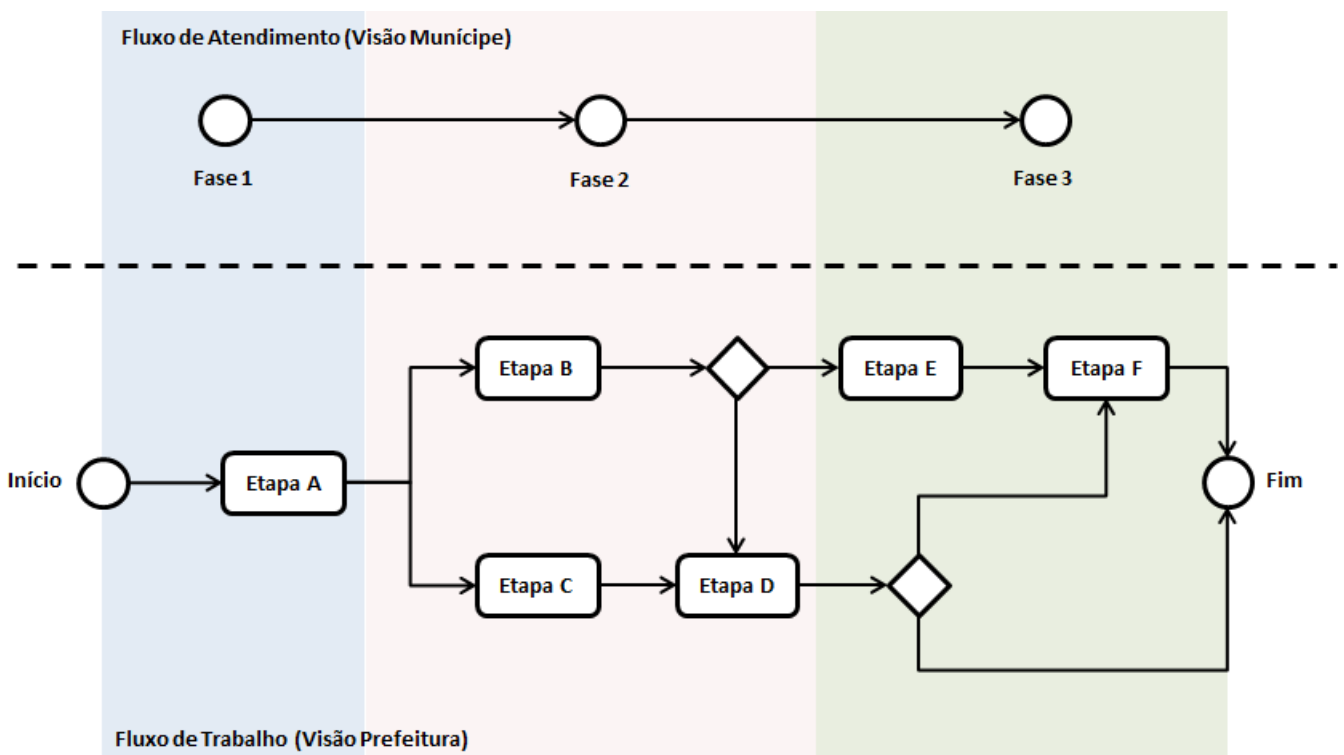 Fluxo de Atendimento (Visão Munícipe)
Fase 1
Fase 2
Fase 3
Etapa B
Etapa E
Etapa F
Início
Etapa A
Fim
Etapa C
Etapa D
Fluxo de Trabalho (Visão Prefeitura)